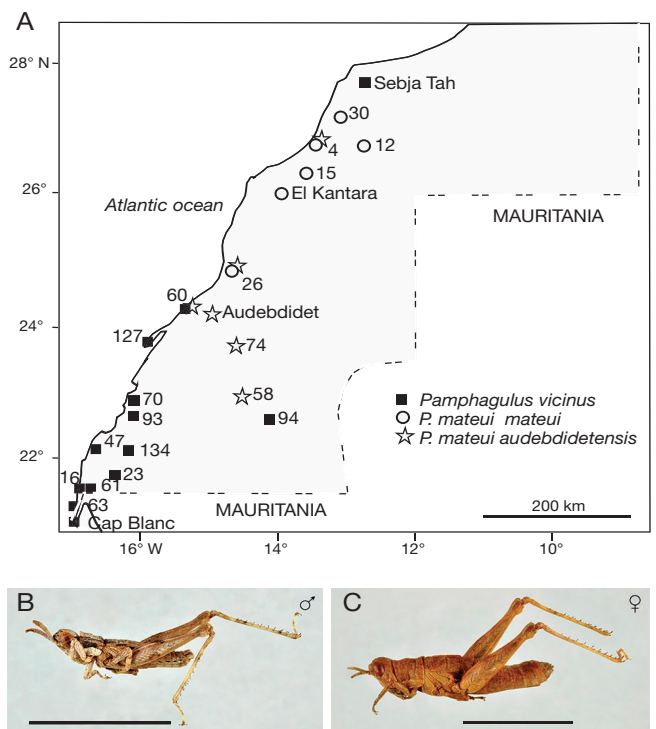 A
28° N
Sebja Tah
30
4
12
15
26°
El Kantara
Atlantic ocean
MAURITANIA
26
60
Audebdidet
24°
127
74
58
70
Pamphagulus vicinus
93
94
P. mateui mateui
P. mateui audebdidetensis
47
134
22°
23
16
61
63
MAURITANIA
200 km
Cap Blanc
16° W
14°
12°
10°
B
♂
C
♀